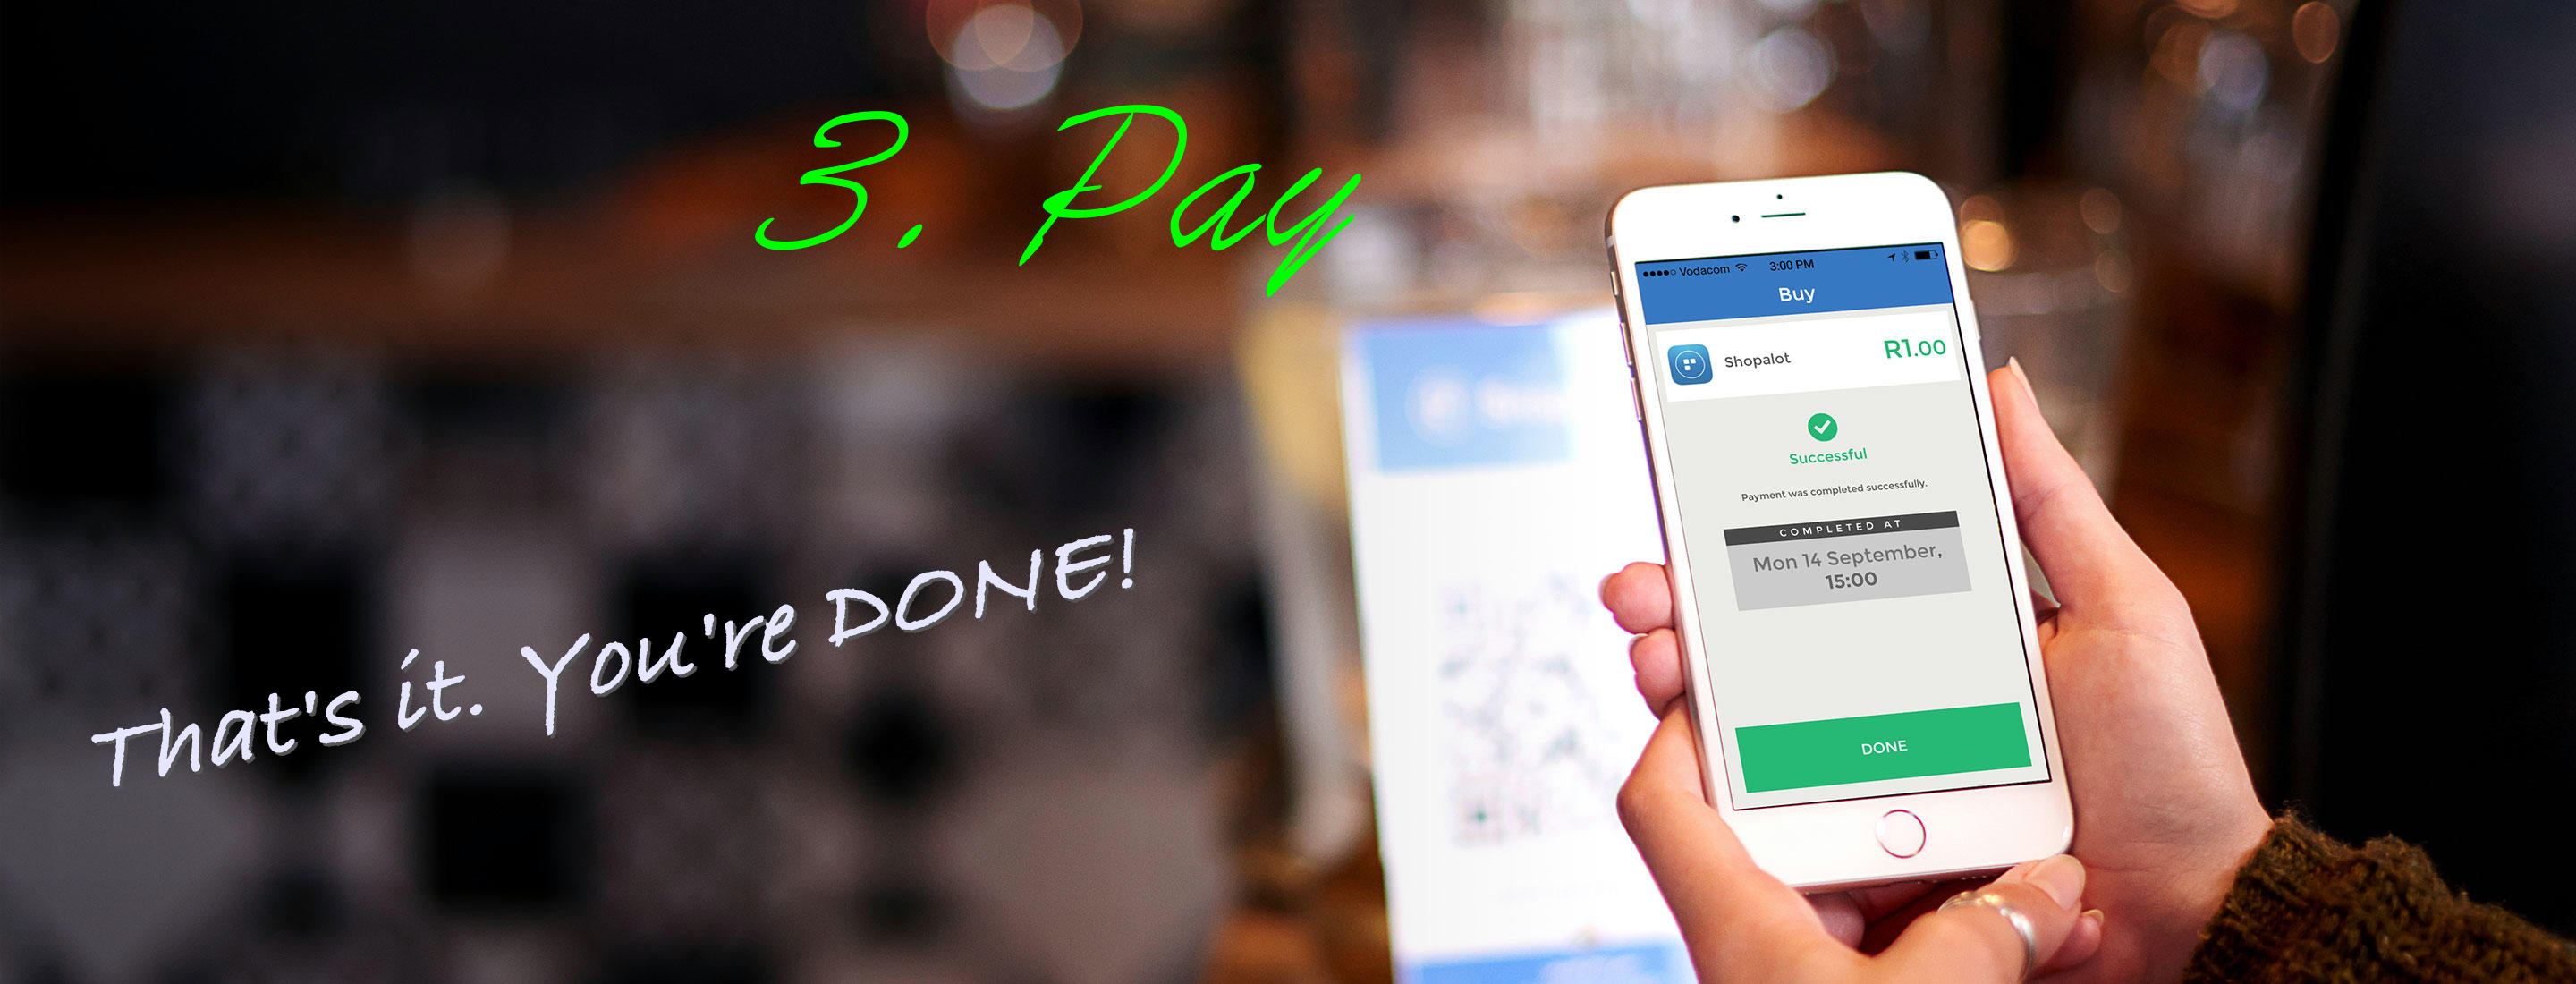 3. Pay
That's it. You're DONE!
Vodacom 3:00 PM
Buy
Shopalot R1.00
Successful
Payment was completed successfully.
COMPLETED AT
Mon 14 September,
15:00
DONE